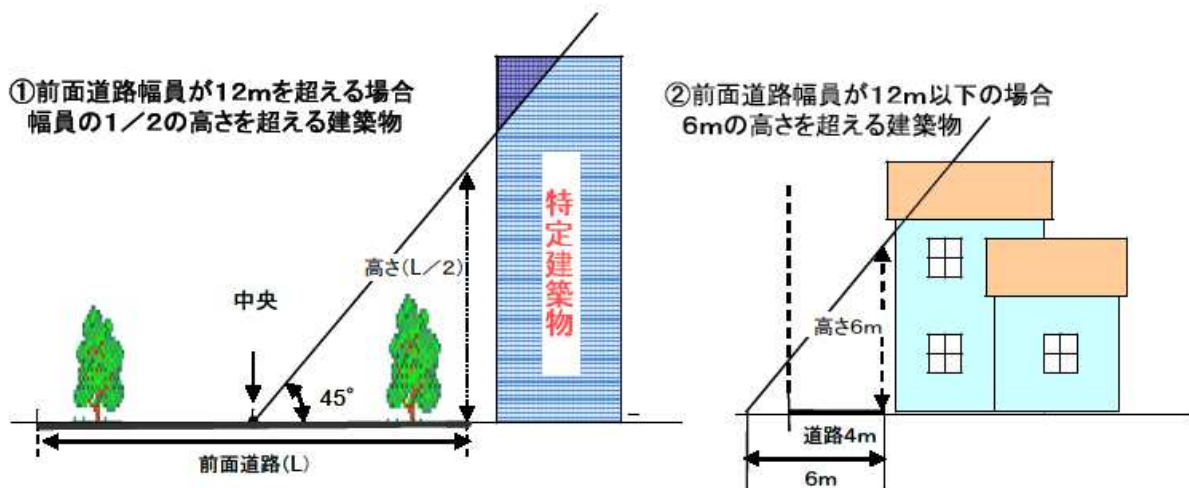 ①前面道路幅員が12mを超える場合
幅員の1/2の高さを超える建築物
特定建築物
高さ(L/2)
中央
45°
前面道路(L)
②前面道路幅員が12m以下の場合
6mの高さを超える建築物
高さ6m
道路4m
6m